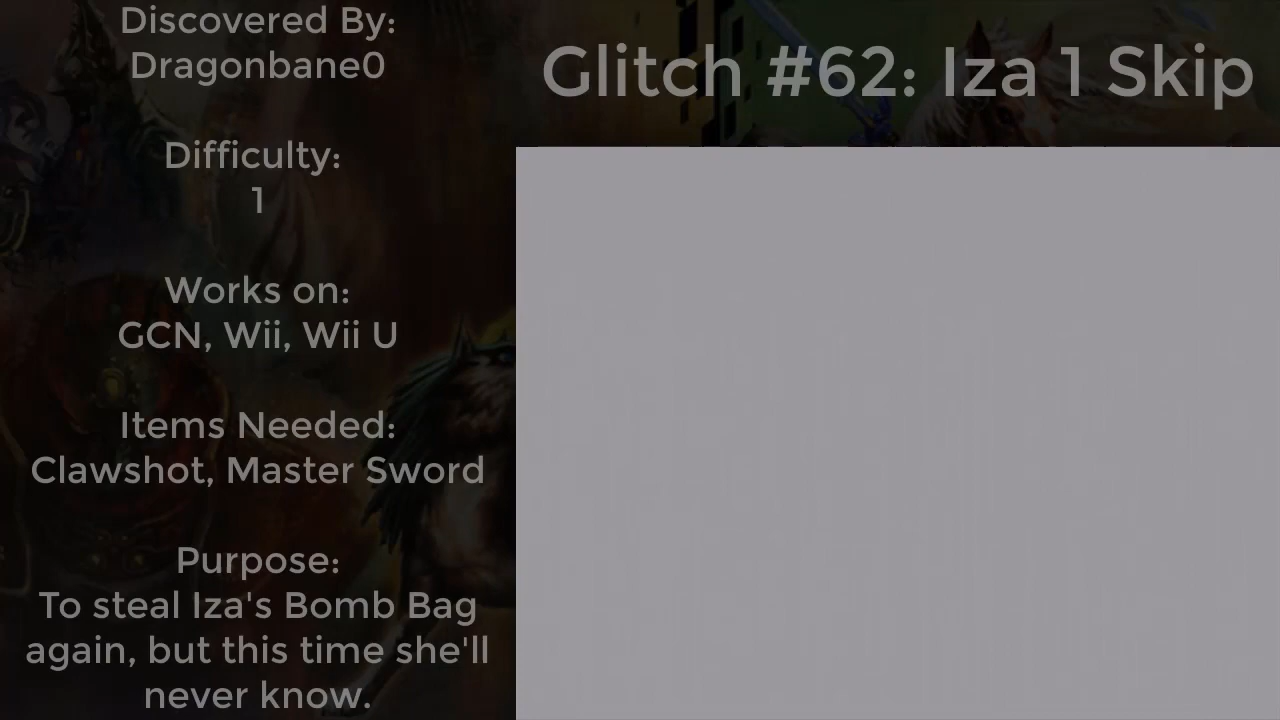 Discovered By:
Dragonbane0
Glitch #62: Iza 1 Skip
Difficulty:
1
Works on:
GCN, Wii, Wii U
Items Needed:
Clawshot, Master Sword
Purpose:
To steal Iza's Bomb Bag
again, but this time she'll
never know.